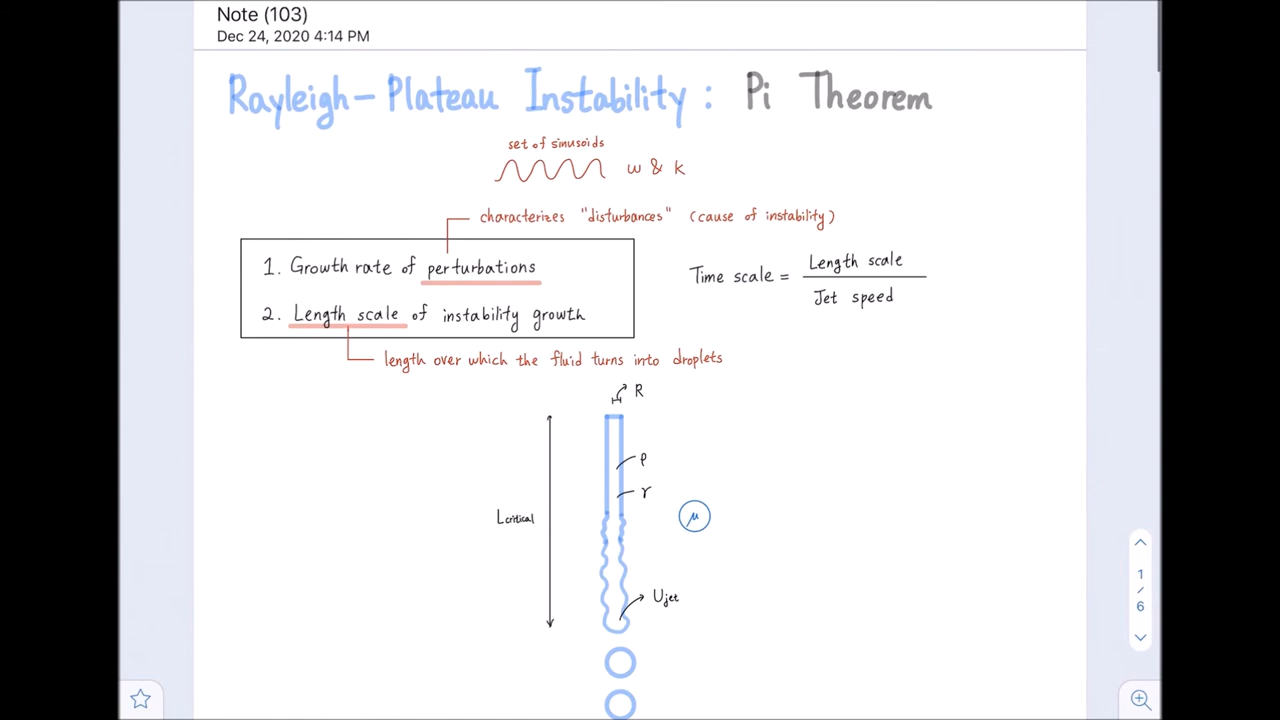 Note (103)
Dec 24, 2020 4:14 PM
Rayleigh-Plateau Instability: Pi Theorem
set of sinusoids
ω & k
characterizes "disturbances" (cause of instability)
1. Growth rate of perturbations
2. Length scale of instability growth
Time scale = Length scale / Jet speed
length over which the fluid turns into droplets
R
ρ
γ
Lcritical
μ
Ujet
1
/
6